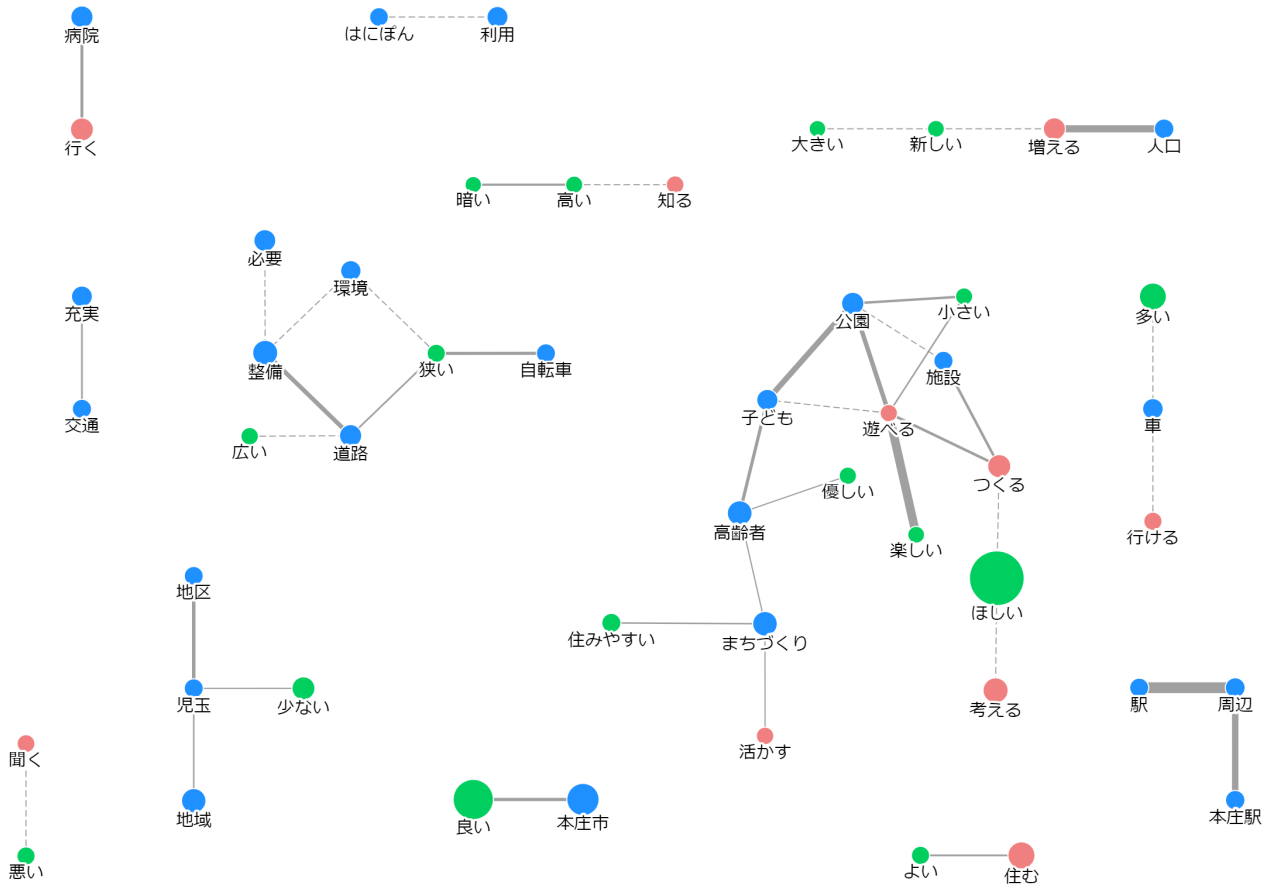 病院
はにぽん
利用
行く
大きい
新しい
増える
人口
暗い
高い
知る
必要
環境
充実
公園
小さい
多い
整備
狭い
自転車
施設
交通
広い
道路
子ども
遊べる
車
優しい
つくる
高齢者
楽しい
行ける
地区
ほしい
住みやすい
まちづくり
児玉
少ない
考える
駅
周辺
聞く
活かす
地域
良い
本庄市
本庄駅
悪い
よい
住む